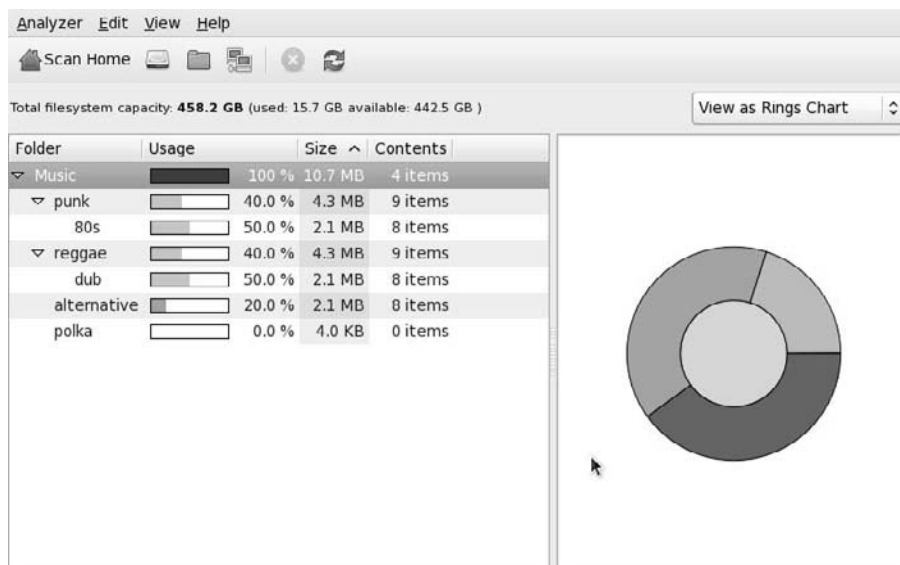 Analyzer Edit View Help
Scan Home
Total filesystem capacity: 458.2 GB (used: 15.7 GB available: 442.5 GB )
View as Rings Chart
Folder Usage Size Contents
Music 100 % 10.7 MB 4 items
punk 40.0 % 4.3 MB 9 items
80s 50.0 % 2.1 MB 8 items
reggae 40.0 % 4.3 MB 9 items
dub 50.0 % 2.1 MB 8 items
alternative 20.0 % 2.1 MB 8 items
polka 0.0 % 4.0 KB 0 items